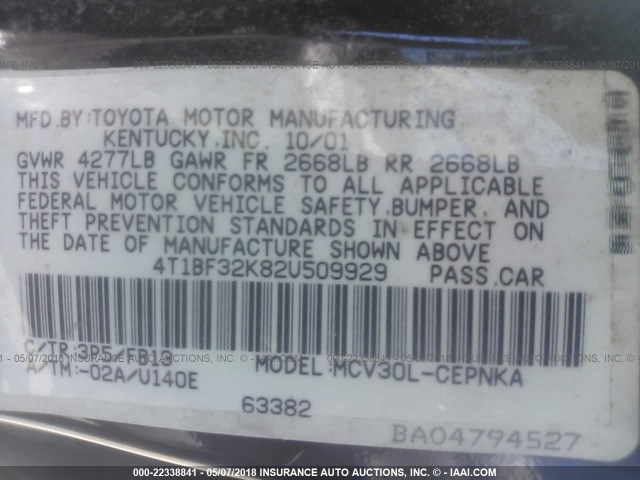 MFD.BY:TOYOTA MOTOR MANUFACTURING
KENTUCKY,INC. 10/01
GVWR 4277LB GAWR FR 2668LB RR 2668LB
THIS VEHICLE CONFORMS TO ALL APPLICABLE
FEDERAL MOTOR VEHICLE SAFETY,BUMPER, AND
THEFT PREVENTION STANDARDS IN EFFECT ON
THE DATE OF MANUFACTURE SHOWN ABOVE
4T1BF32K82U509929 PASS.CAR
C/TR:3P5/FB13 MODEL:MCV30L-CEPNKA
A/TM:-02A/U140E
63382
BA04794527
000-22338841 - 05/07/2018 INSURANCE AUTO AUCTIONS, INC. - © IAAI.COM